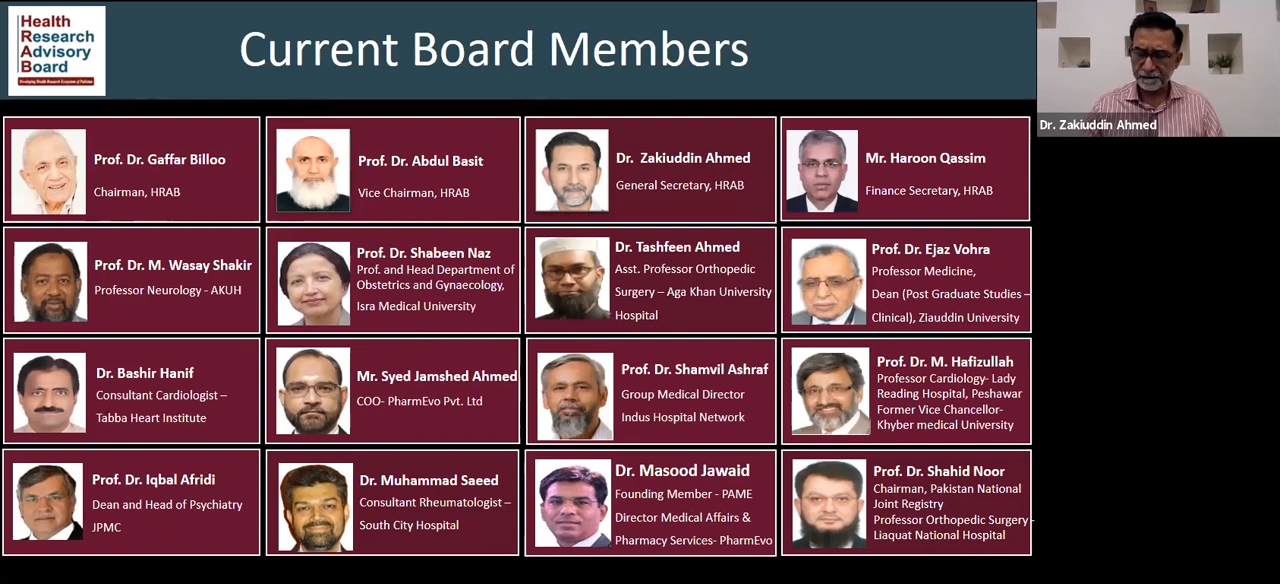 Health
Research
Advisory
Board
Developing Health Research Ecosystem of Pakistan
Current Board Members
Dr. Zakiuddin Ahmed
Prof. Dr. Gaffar Billoo
Chairman, HRAB
Prof. Dr. Abdul Basit
Vice Chairman, HRAB
Dr. Zakiuddin Ahmed
General Secretary, HRAB
Mr. Haroon Qassim
Finance Secretary, HRAB
Prof. Dr. M. Wasay Shakir
Professor Neurology - AKUH
Prof. Dr. Shabeen Naz
Prof. and Head Department of
Obstetrics and Gynaecology,
Isra Medical University
Dr. Tashfeen Ahmed
Asst. Professor Orthopedic
Surgery – Aga Khan University
Hospital
Prof. Dr. Ejaz Vohra
Professor Medicine,
Dean (Post Graduate Studies –
Clinical), Ziauddin University
Dr. Bashir Hanif
Consultant Cardiologist –
Tabba Heart Institute
Mr. Syed Jamshed Ahmed
COO- PharmEvo Pvt. Ltd
Prof. Dr. Shamvil Ashraf
Group Medical Director
Indus Hospital Network
Prof. Dr. M. Hafizullah
Professor Cardiology- Lady
Reading Hospital, Peshawar
Former Vice Chancellor-
Khyber medical University
Prof. Dr. Iqbal Afridi
Dean and Head of Psychiatry
JPMC
Dr. Muhammad Saeed
Consultant Rheumatologist –
South City Hospital
Dr. Masood Jawaid
Founding Member - PAME
Director Medical Affairs &
Pharmacy Services- PharmEvo
Prof. Dr. Shahid Noor
Chairman, Pakistan National
Joint Registry
Professor Orthopedic Surgery -
Liaquat National Hospital